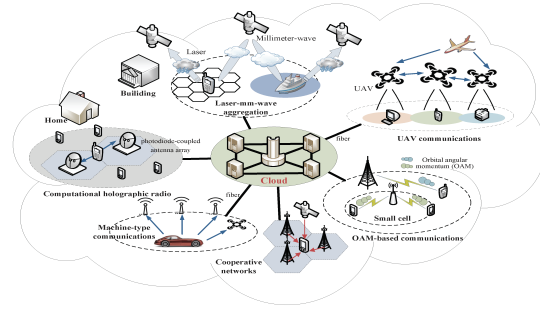 Laser
Millimeter-wave
Builiding
UAV
Laser-mm-wave
aggregation
Home
fiber
UAV communications
photodiode-coupled
antenna array
Orbital angular
momentum (OAM)
Cloud
Computational holographic radio
fiber
Small cell
Machine-type
communications
OAM-based communications
Cooperative
networks